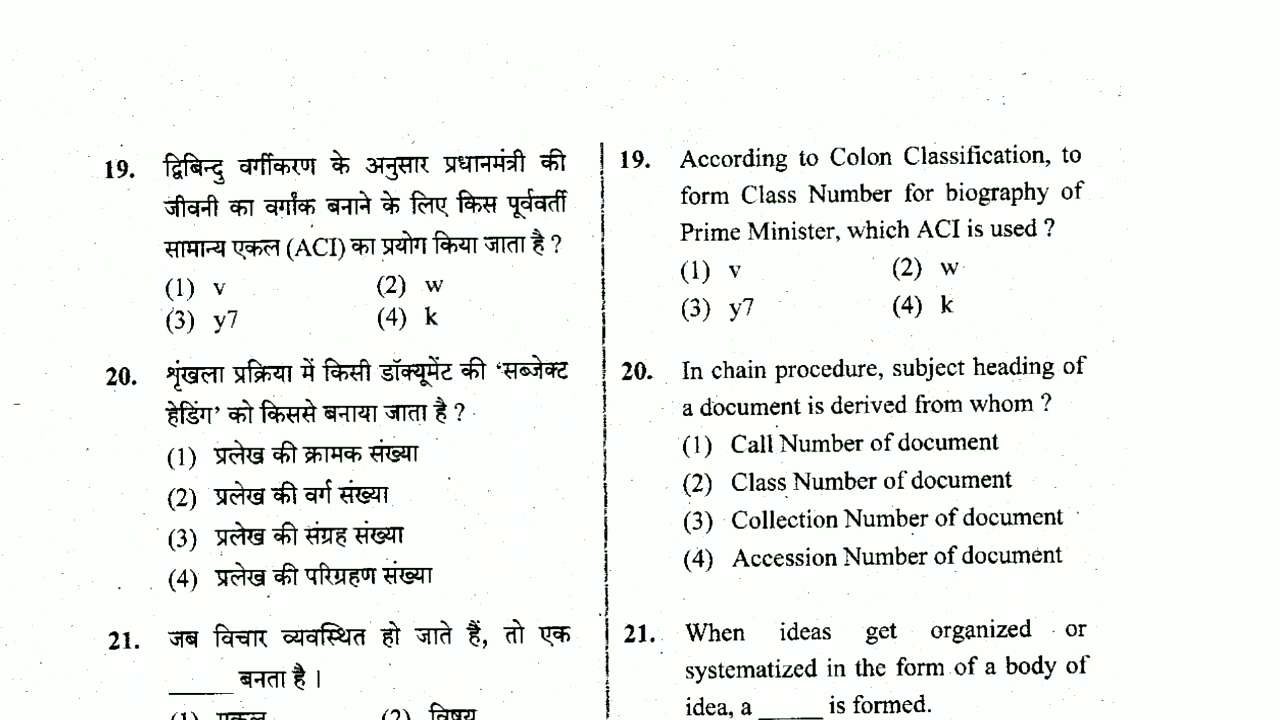 19. द्विबिन्दु वर्गीकरण के अनुसार प्रधानमंत्री की
जीवनी का वर्गांक बनाने के लिए किस पूर्ववर्ती
सामान्य एकल (ACI) का प्रयोग किया जाता है ?
(1) v (2) w
(3) y7 (4) k
20. शृंखला प्रक्रिया में किसी डॉक्यूमेंट की ‘सब्जेक्ट
हेडिंग’ को किससे बनाया जाता है ?
(1) प्रलेख की क्रामक संख्या
(2) प्रलेख की वर्ग संख्या
(3) प्रलेख की संग्रह संख्या
(4) प्रलेख की परिग्रहण संख्या
21. जब विचार व्यवस्थित हो जाते हैं, तो एक
_____ बनता है ।
(1) एकल (2) विषय
19. According to Colon Classification, to
form Class Number for biography of
Prime Minister, which ACI is used ?
(1) v (2) w
(3) y7 (4) k
20. In chain procedure, subject heading of
a document is derived from whom ?
(1) Call Number of document
(2) Class Number of document
(3) Collection Number of document
(4) Accession Number of document
21. When ideas get organized or
systematized in the form of a body of
idea, a _____ is formed.